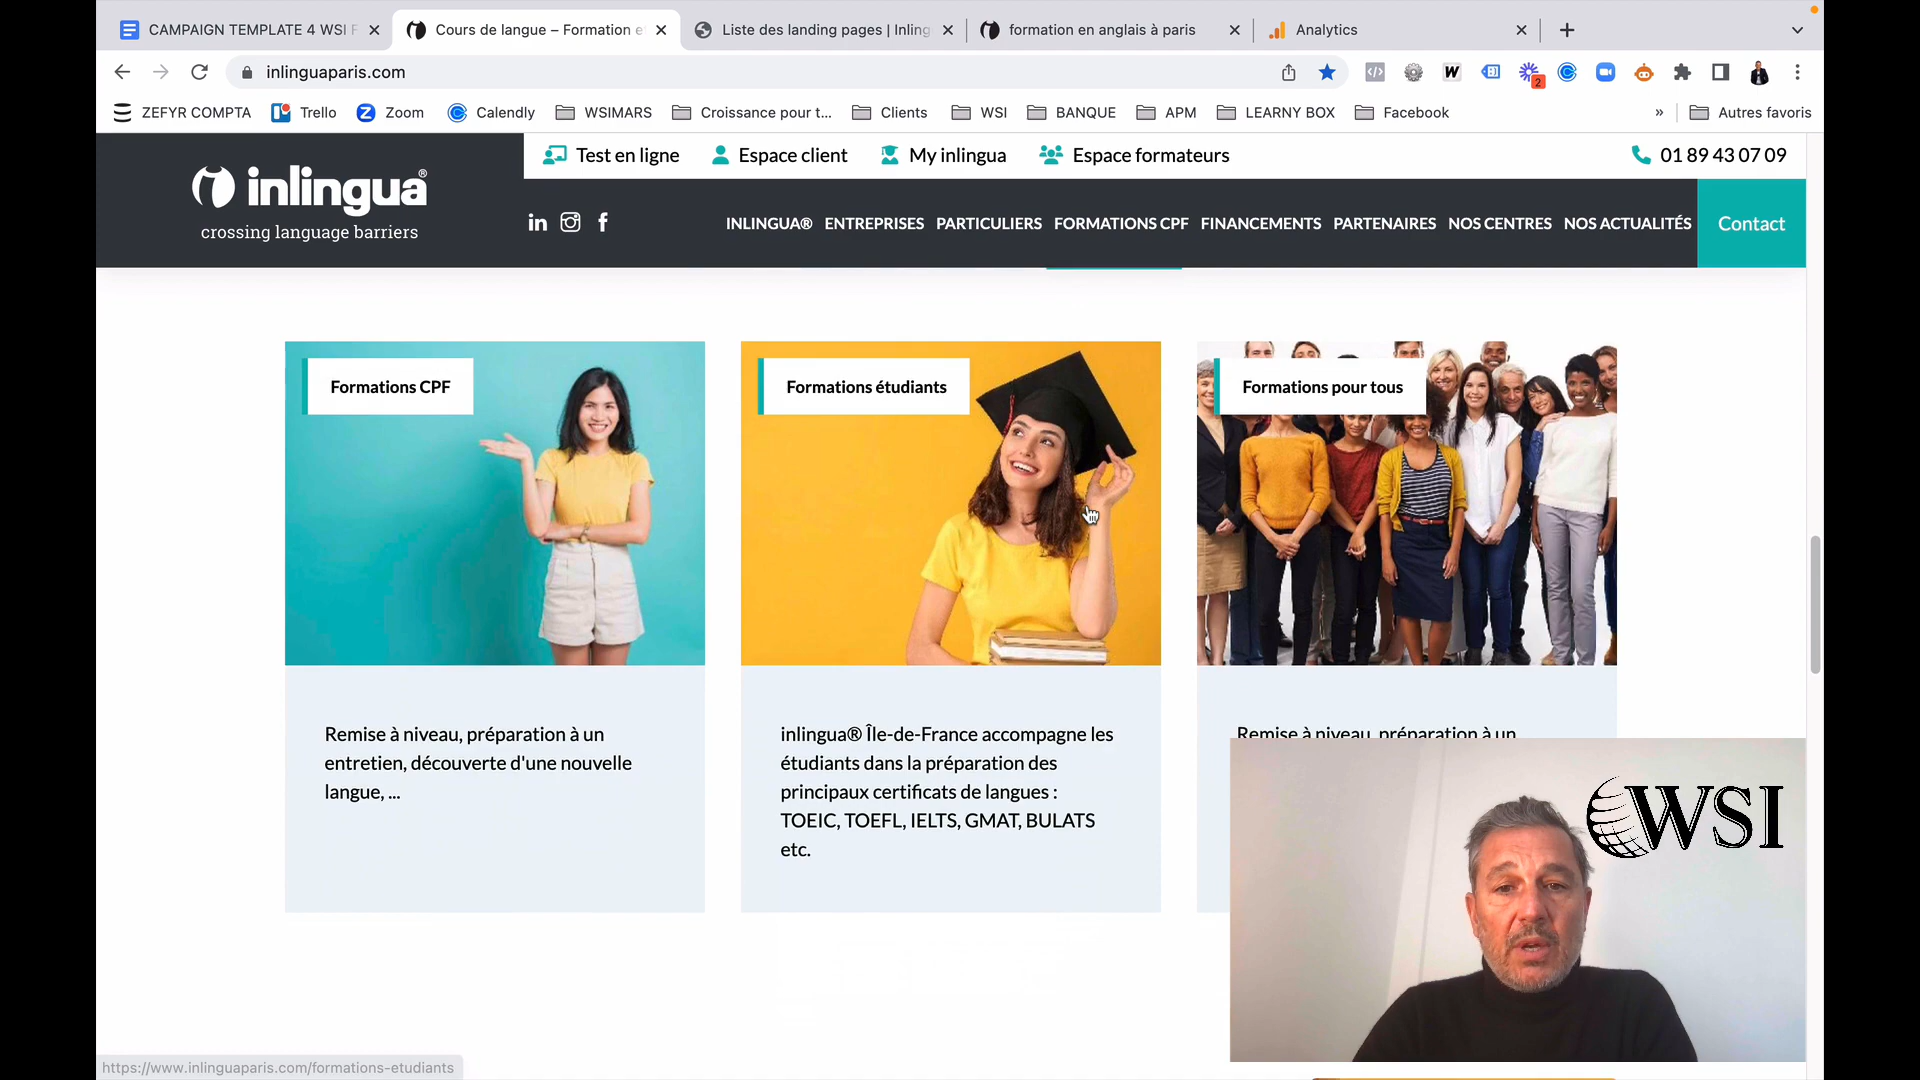 CAMPAIGN TEMPLATE 4 WSI F
Cours de langue – Formation e
Liste des landing pages | Inling
formation en anglais à paris
Analytics
inlinguaparis.com
2
ZEFYR COMPTA
Trello
Zoom
Calendly
WSIMARS
Croissance pour t...
Clients
WSI
BANQUE
APM
LEARNY BOX
Facebook
»
Autres favoris
inlingua®
crossing language barriers
Test en ligne
Espace client
My inlingua
Espace formateurs
01 89 43 07 09
INLINGUA®
ENTREPRISES
PARTICULIERS
FORMATIONS CPF
FINANCEMENTS
PARTENAIRES
NOS CENTRES
NOS ACTUALITÉS
Contact
Formations CPF
Formations étudiants
Formations pour tous
Remise à niveau, préparation à un
entretien, découverte d'une nouvelle
langue, ...
inlingua® Île-de-France accompagne les
étudiants dans la préparation des
principaux certificats de langues :
TOEIC, TOEFL, IELTS, GMAT, BULATS
etc.
Remise à niveau, préparation à un
WSI
https://www.inlinguaparis.com/formations-etudiants